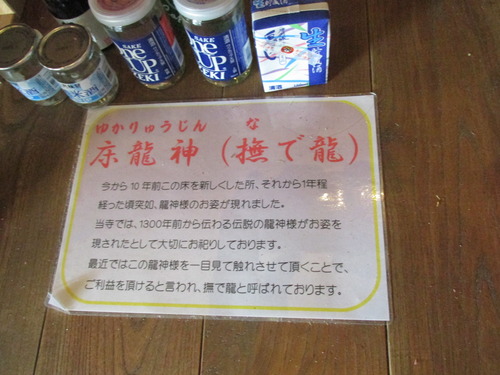 SAKE
One
CUP
OZEKI
SAKE
One
CUP
OZEKI
生
貯蔵酒
清酒
ゆかりゅうじん な
床龍神（撫で龍）
今から10年前この床を新しくした所、それから1年程
経った頃突如、龍神様のお姿が現れました。
当寺では、1300年前から伝わる伝説の龍神様がお姿を
現されたとして大切にお祀りしております。
最近ではこの龍神様を一目見て触れさせて頂くことで、
ご利益を頂けると言われ、撫で龍と呼ばれております。